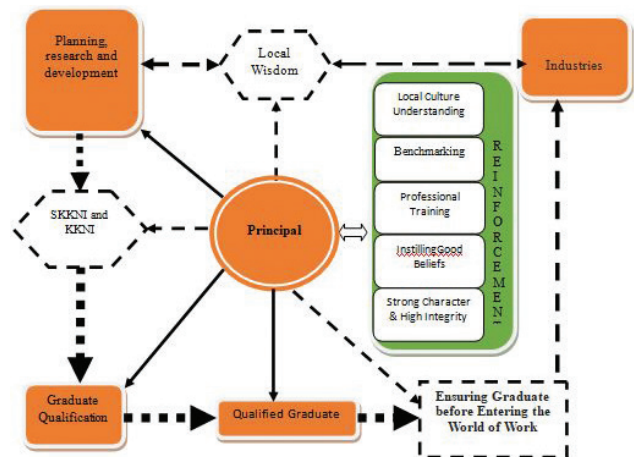 Planning,
research and
development
Local
Wisdom
Industries
Local Culture
Understanding
Benchmarking
Professional
Training
InstillingGood
Beliefs
Strong Character
& High Integrity
REINFORCEMENT
SKKNI and
KKNI
Principal
Graduate
Qualification
Qualified Graduate
Ensuring Graduate
before Entering the
World of Work